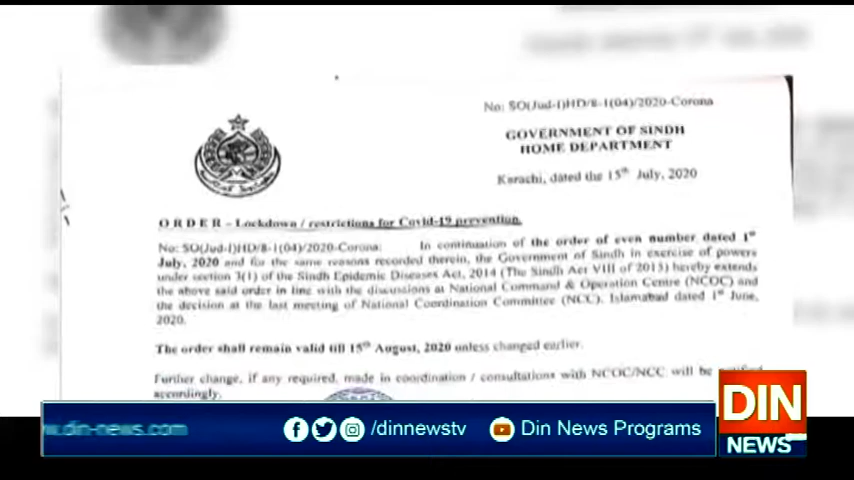 No: SO(Jud-I)HD/8-1(04)/2020-Corona
GOVERNMENT OF SINDH
HOME DEPARTMENT
Karachi, dated the 15th July, 2020
ORDER – Lockdown / restrictions for Covid-19 prevention.
No: SO(Jud-I)HD/8-1(04)/2020-Corona: In continuation of the order of even number dated 1st
July, 2020 and for the same reasons recorded therein, the Government of Sindh in exercise of powers
under section 3(1) of the Sindh Epidemic Diseases Act, 2014 (The Sindh Act VIII of 2015) hereby extends
the above said order in line with the discussions at National Command & Operation Centre (NCOC) and
the decision at the last meeting of National Coordination Committee (NCC), Islamabad dated 1st June,
2020.
The order shall remain valid till 15th August, 2020 unless changed earlier.
Further change, if any required, made in coordination / consultations with NCOC/NCC will be notified
accordingly.
w.din-news.com
/dinnewstv
Din News Programs
DIN
NEWS